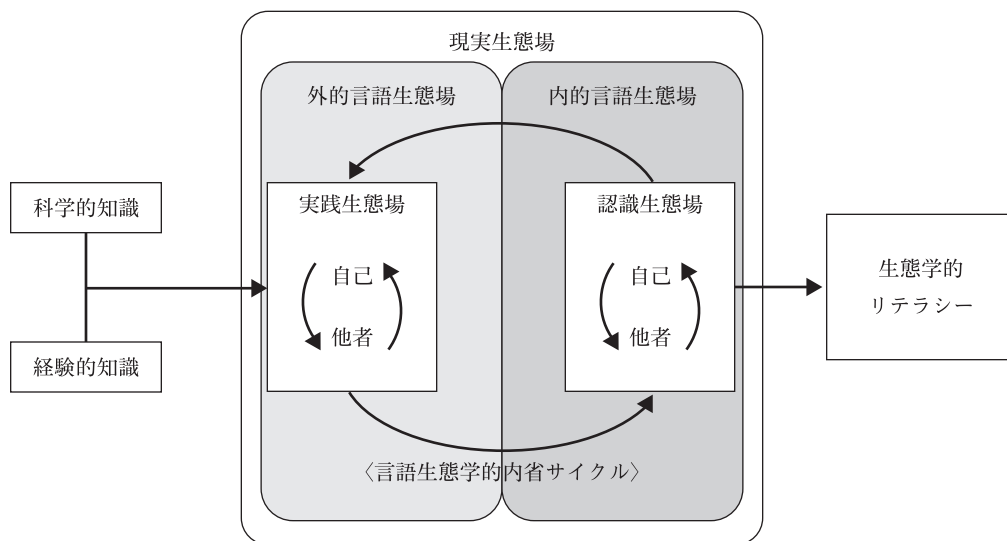 現実生態場
外的言語生態場
内的言語生態場
科学的知識
経験的知識
実践生態場
自己
他者
認識生態場
自己
他者
生態学的
リテラシー
〈言語生態学的内省サイクル〉